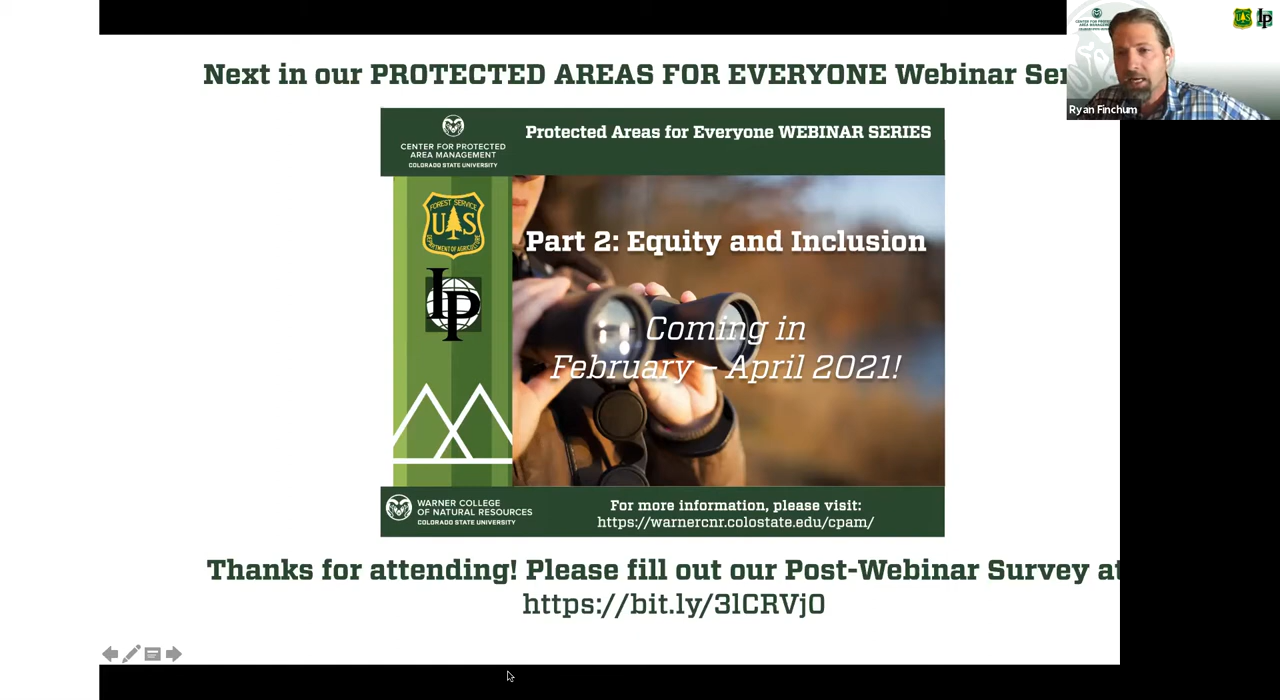 Next in our PROTECTED AREAS FOR EVERYONE Webinar Ser
Ryan Finchum
CENTER FOR PROTECTED
AREA MANAGEMENT
COLORADO STATE UNIVERSITY
Protected Areas for Everyone WEBINAR SERIES
FOREST SERVICE
U S
DEPARTMENT OF AGRICULTURE
IP
Part 2: Equity and Inclusion
Coming in
February – April 2021!
WARNER COLLEGE
OF NATURAL RESOURCES
COLORADO STATE UNIVERSITY
For more information, please visit:
https://warnercnr.colostate.edu/cpam/
Thanks for attending! Please fill out our Post-Webinar Survey at
https://bit.ly/3lCRVjO